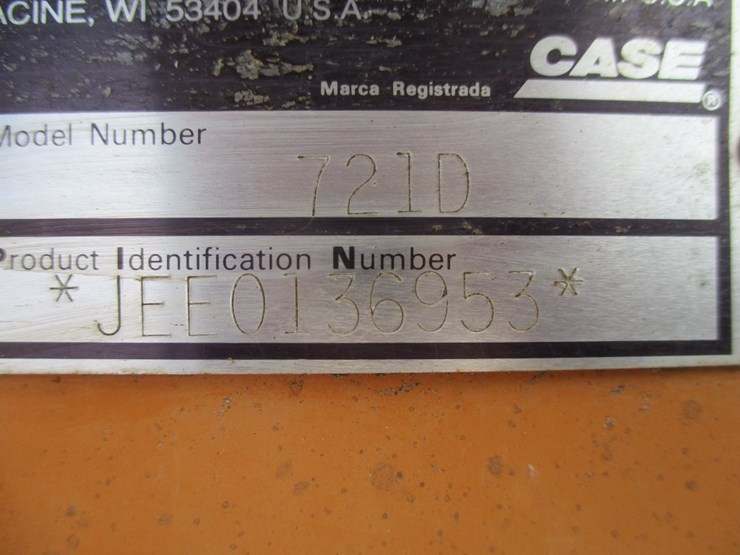 ACINE, WI 53404 U.S.A.
CASE
Marca Registrada
®
Model Number
721D
Product Identification Number
*JEE0136953*